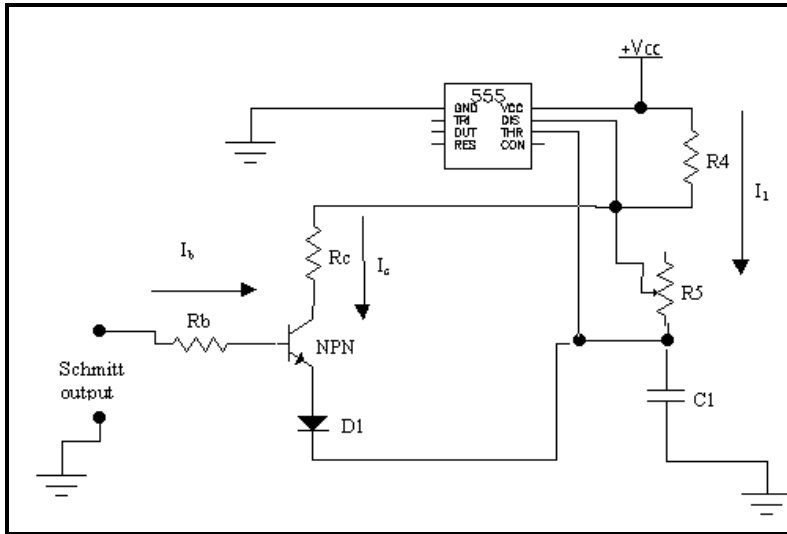 +Vcc
555
GND VCC
TRI DIS
OUT THR
RES CON
R4
I1
Ib
Rc
Ic
R5
Rb
NPN
Schmitt
output
D1
C1